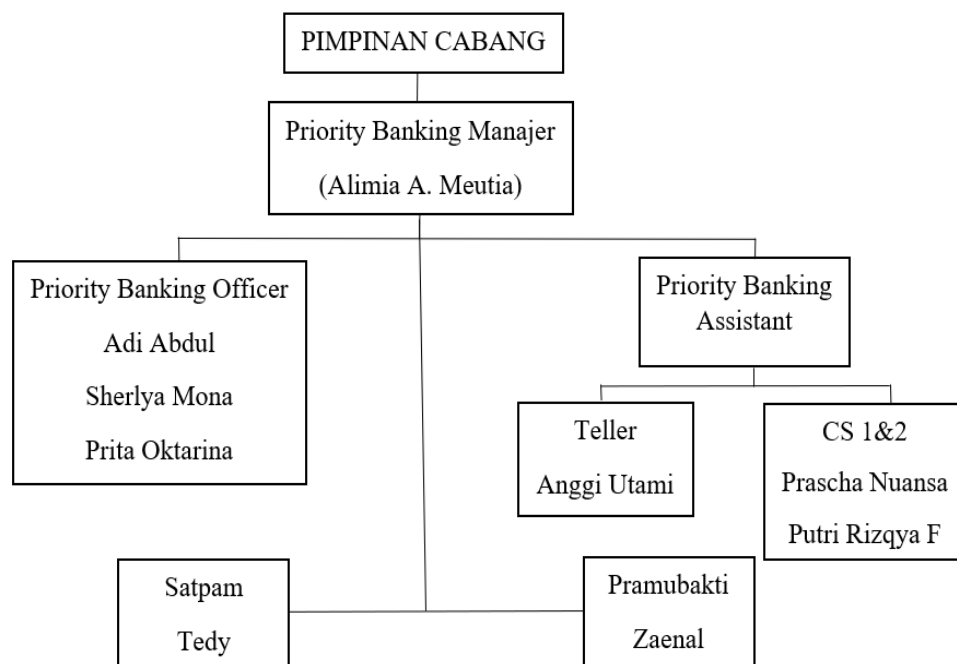 PIMPINAN CABANG
Priority Banking Manajer
(Alimia A. Meutia)
Priority Banking Officer
Adi Abdul
Sherlya Mona
Prita Oktarina
Priority Banking
Assistant
Teller
Anggi Utami
CS 1&2
Prascha Nuansa
Putri Rizqya F
Satpam
Tedy
Pramubakti
Zaenal